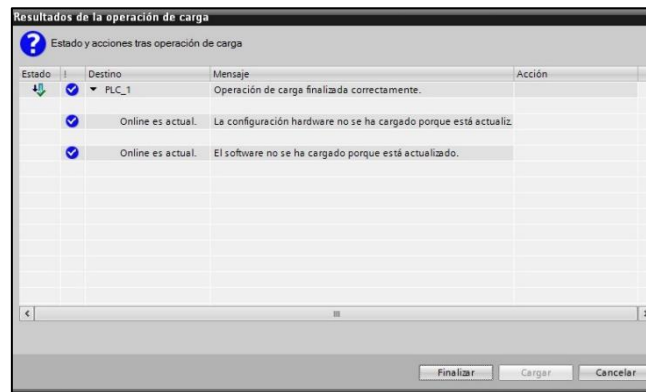 Resultados de la operación de carga
Estado y acciones tras operación de carga
Estado ! Destino Mensaje Acción
PLC_1 Operación de carga finalizada correctamente.
Online es actual. La configuración hardware no se ha cargado porque está actualiz
Online es actual. El software no se ha cargado porque está actualizado.
Finalizar Cargar Cancelar